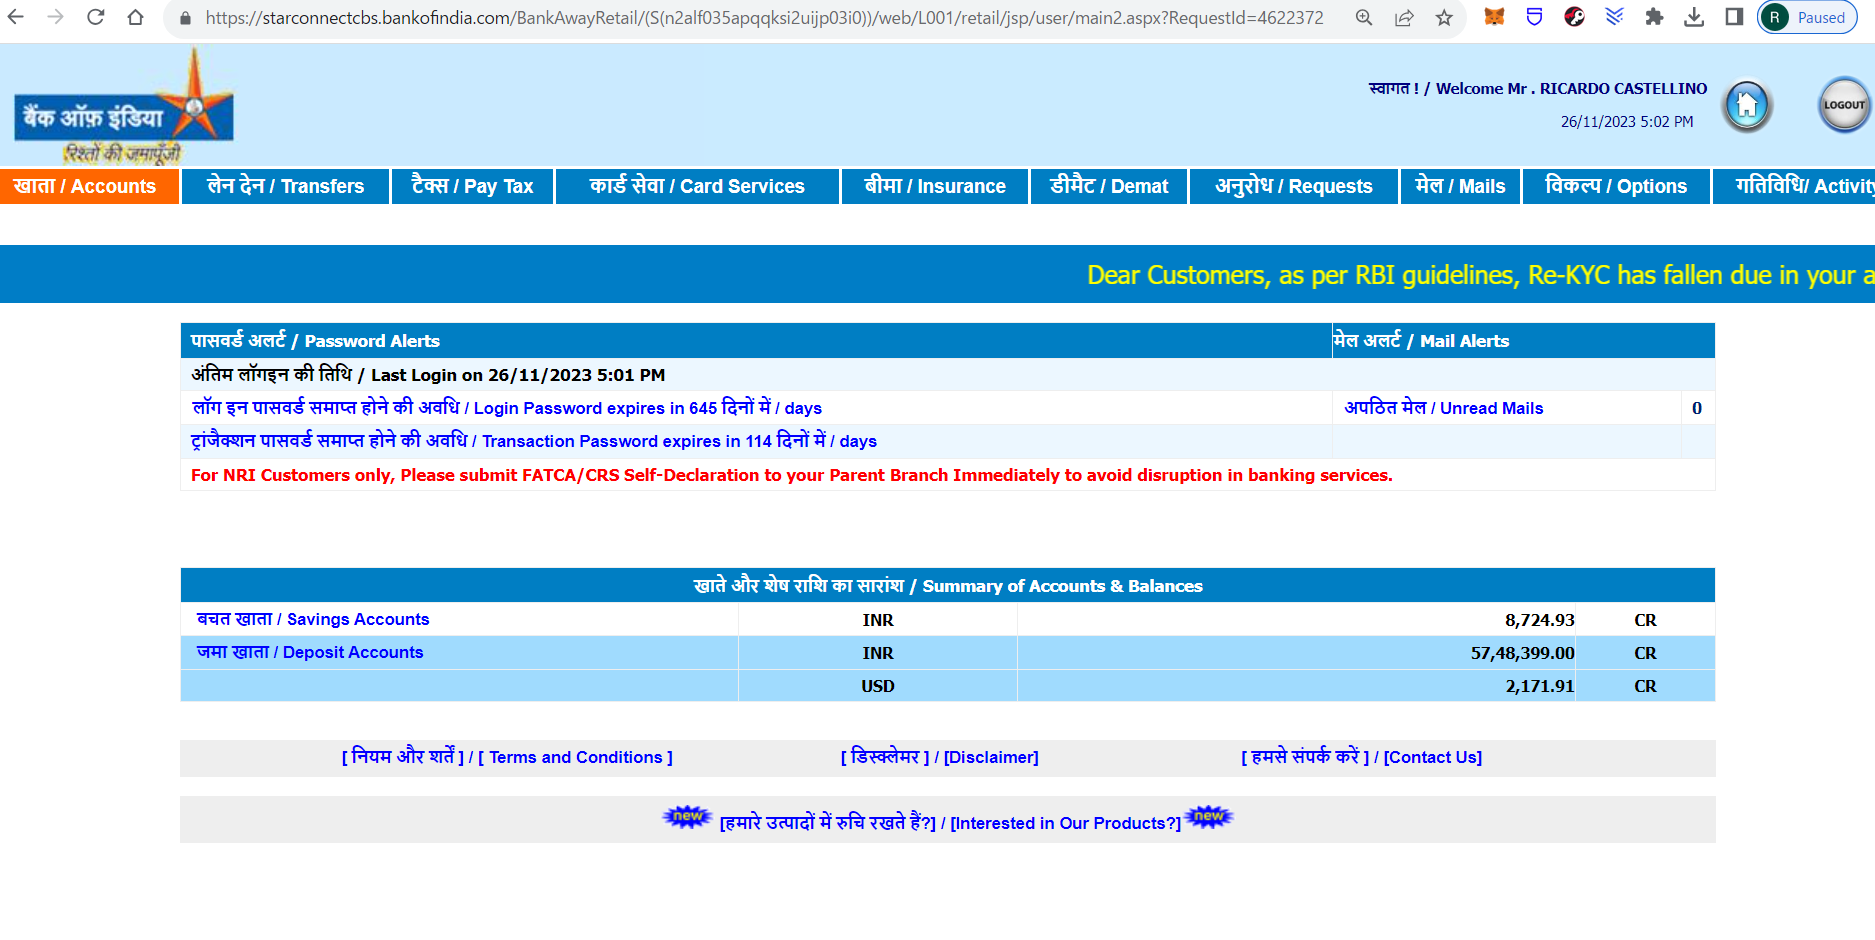 https://starconnectcbs.bankofindia.com/BankAwayRetail/(S(n2alf035apqqksi2uijp03i0))/web/L001/retail/jsp/user/main2.aspx?RequestId=4622372
R Paused
बैंक ऑफ़ इंडिया
रिश्तों की जमापूँजी
स्वागत ! / Welcome Mr . RICARDO CASTELLINO
26/11/2023 5:02 PM
LOGOUT
खाता / Accounts लेन देन / Transfers टैक्स / Pay Tax कार्ड सेवा / Card Services बीमा / Insurance डीमैट / Demat अनुरोध / Requests मेल / Mails विकल्प / Options गतिविधि/ Activity
Dear Customers, as per RBI guidelines, Re-KYC has fallen due in your a
पासवर्ड अलर्ट / Password Alerts मेल अलर्ट / Mail Alerts
अंतिम लॉगइन की तिथि / Last Login on 26/11/2023 5:01 PM
लॉग इन पासवर्ड समाप्त होने की अवधि / Login Password expires in 645 दिनों में / days अपठित मेल / Unread Mails 0
ट्रांजैक्शन पासवर्ड समाप्त होने की अवधि / Transaction Password expires in 114 दिनों में / days
For NRI Customers only, Please submit FATCA/CRS Self-Declaration to your Parent Branch Immediately to avoid disruption in banking services.
खाते और शेष राशि का सारांश / Summary of Accounts & Balances
बचत खाता / Savings Accounts INR 8,724.93 CR
जमा खाता / Deposit Accounts INR 57,48,399.00 CR
USD 2,171.91 CR
[ नियम और शर्तें ] / [ Terms and Conditions ] [ डिस्क्लेमर ] / [Disclaimer] [ हमसे संपर्क करें ] / [Contact Us]
new [हमारे उत्पादों में रुचि रखते हैं?] / [Interested in Our Products?] new